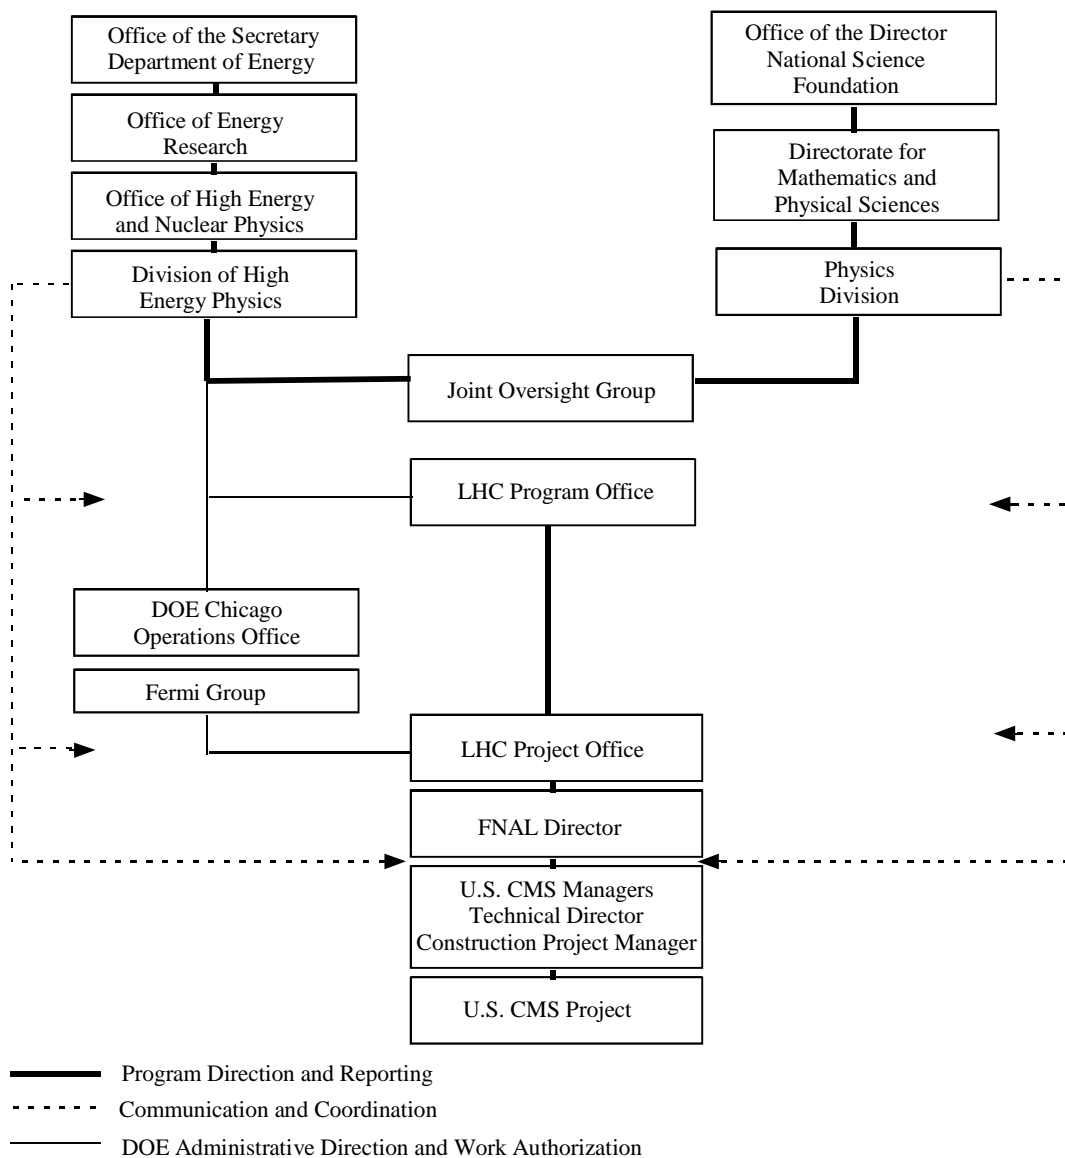 Office of the Secretary
Department of Energy
Office of Energy
Research
Office of High Energy
and Nuclear Physics
Division of High
Energy Physics
Office of the Director
National Science
Foundation
Directorate for
Mathematics and
Physical Sciences
Physics
Division
Joint Oversight Group
LHC Program Office
DOE Chicago
Operations Office
Fermi Group
LHC Project Office
FNAL Director
U.S. CMS Managers
Technical Director
Construction Project Manager
U.S. CMS Project
Program Direction and Reporting
Communication and Coordination
DOE Administrative Direction and Work Authorization